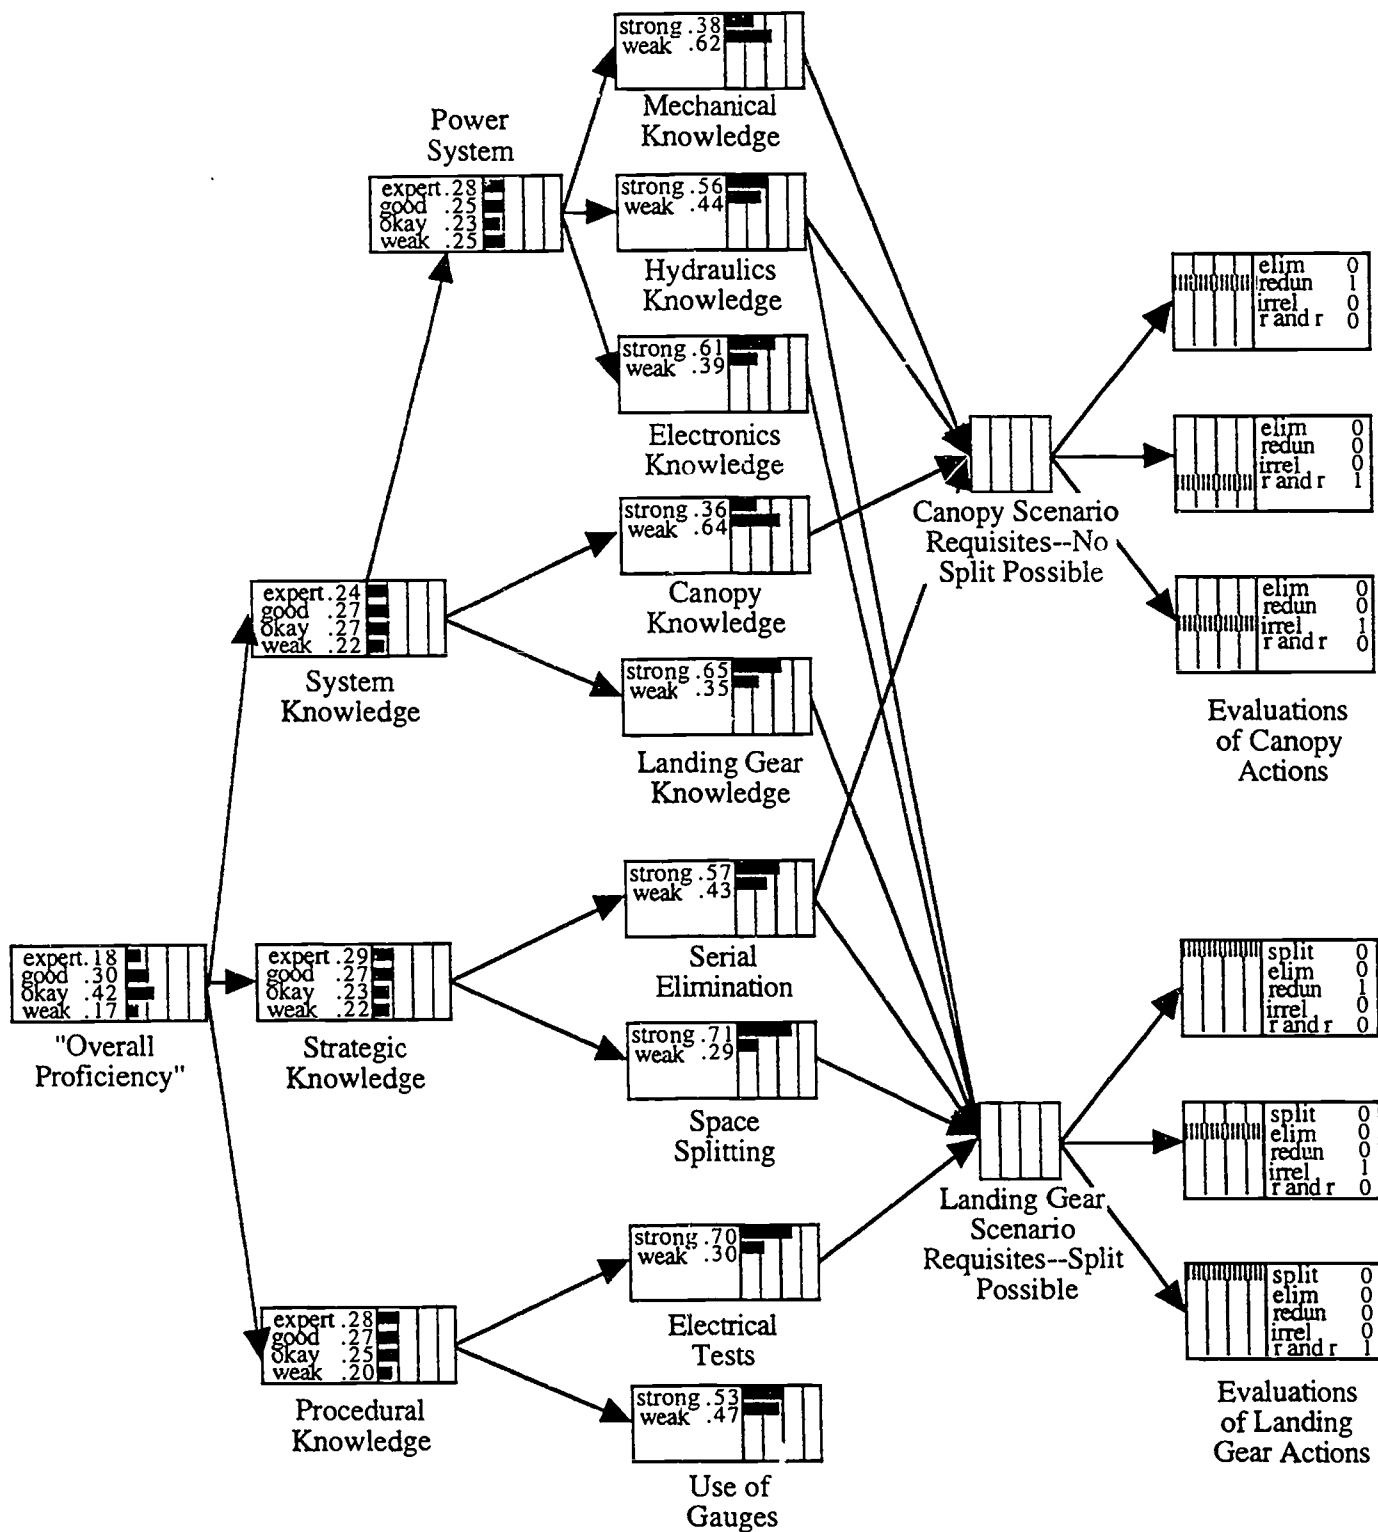 strong .38
weak .62
Mechanical
Knowledge
Power
System
expert .28
good .25
okay .23
weak .25
strong .56
weak .44
Hydraulics
Knowledge
strong .61
weak .39
Electronics
Knowledge
strong .36
weak .64
Canopy
Knowledge
expert .24
good .27
okay .27
weak .22
System
Knowledge
strong .65
weak .35
Landing Gear
Knowledge
strong .57
weak .43
Serial
Elimination
expert .18
good .30
okay .42
weak .17
"Overall
Proficiency"
expert .29
good .27
okay .23
weak .22
Strategic
Knowledge
strong .71
weak .29
Space
Splitting
strong .70
weak .30
Electrical
Tests
expert .28
good .27
okay .25
weak .20
Procedural
Knowledge
strong .53
weak .47
Use of
Gauges
Canopy Scenario
Requisites--No
Split Possible
Landing Gear
Scenario
Requisites--Split
Possible
elim 0
redun 1
irrel 0
r and r 0
elim 0
redun 0
irrel 0
r and r 1
elim 0
redun 0
irrel 1
r and r 0
Evaluations
of Canopy
Actions
split 0
elim 0
redun 1
irrel 0
r and r 0
split 0
elim 0
redun 0
irrel 1
r and r 0
split 0
elim 0
redun 0
irrel 0
r and r 1
Evaluations
of Landing
Gear Actions